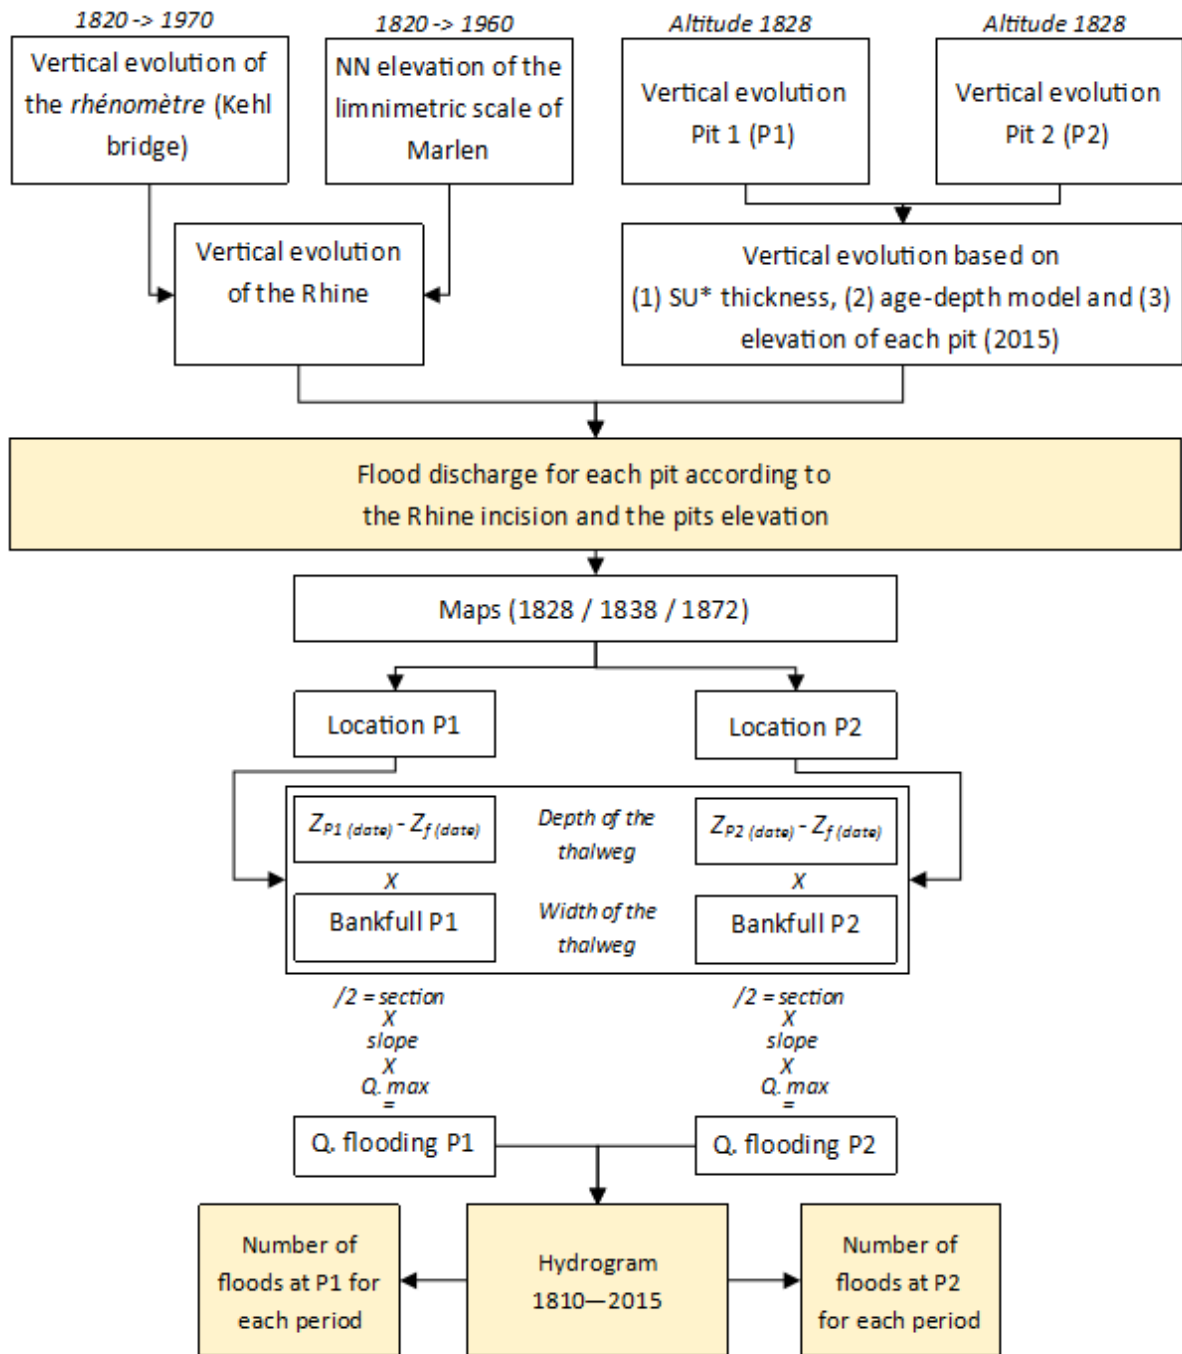 1820 -> 1970
1820 -> 1960
Altitude 1828
Altitude 1828
Vertical evolution of
the rhénomètre (Kehl
bridge)
NN elevation of the
limnimetric scale of
Marlen
Vertical evolution
Pit 1 (P1)
Vertical evolution
Pit 2 (P2)
Vertical evolution
of the Rhine
Vertical evolution based on
(1) SU* thickness, (2) age-depth model and (3)
elevation of each pit (2015)
Flood discharge for each pit according to
the Rhine incision and the pits elevation
Maps (1828 / 1838 / 1872)
Location P1
Location P2
Z P1 (date) - Z f (date)
Depth of the
thalweg
Z P2 (date) - Z f (date)
X
X
Bankfull P1
Width of the
thalweg
Bankfull P2
/2 = section
X
slope
X
Q. max
=
/2 = section
X
slope
X
Q. max
=
Q. flooding P1
Q. flooding P2
Number of
floods at P1 for
each period
Hydrogram
1810—2015
Number of
floods at P2
for each period